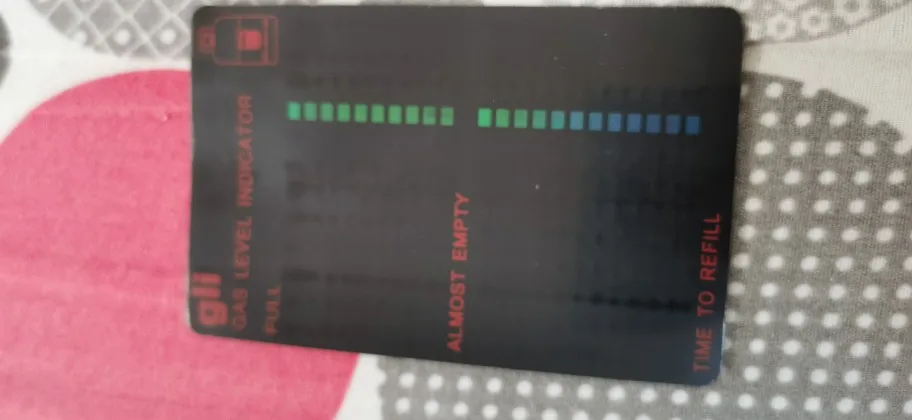 gli
GAS LEVEL INDICATOR
FULL
ALMOST EMPTY
TIME TO REFILL